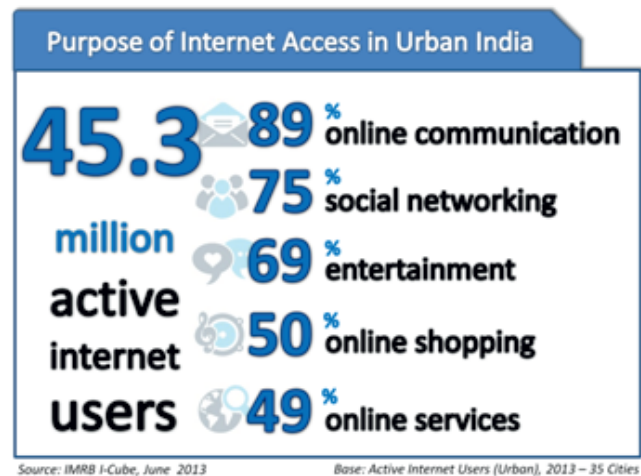 Purpose of Internet Access in Urban India
45.3
million
active
internet
users
89 % online communication
75 % social networking
69 % entertainment
50 % online shopping
49 % online services
Source: IMRB I-Cube, June 2013
Base: Active Internet Users (Urban), 2013 – 35 Cities